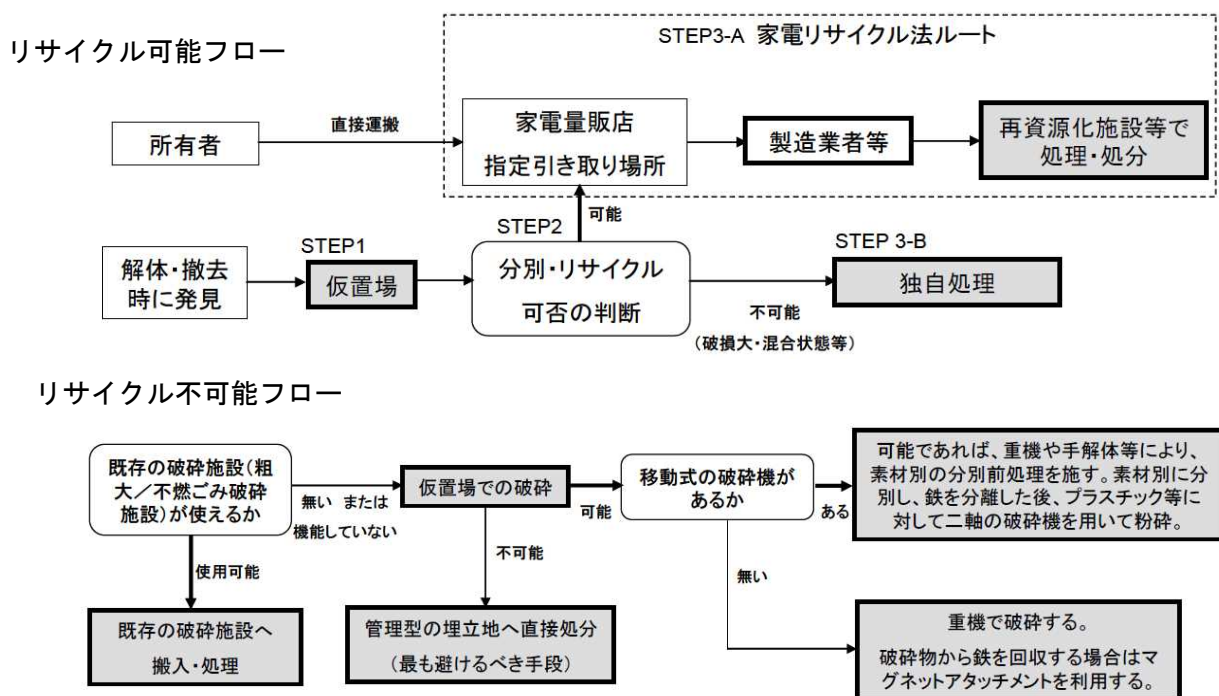 リサイクル可能フロー
STEP3-A 家電リサイクル法ルート
所有者
直接運搬
家電量販店
指定引き取り場所
製造業者等
再資源化施設等で
処理・処分
可能
解体・撤去
時に発見
STEP1
仮置場
STEP2
分別・リサイクル
可否の判断
不可能
（破損大・混合状態等）
STEP 3-B
独自処理
リサイクル不可能フロー
既存の破砕施設（粗
大／不燃ごみ破砕
施設）が使えるか
無い または
機能していない
仮置場での破砕
可能
移動式の破砕機が
あるか
ある
可能であれば、重機や手解体等により、
素材別の分別前処理を施す。素材別に分
別し、鉄を分離した後、プラスチック等に
対して二軸の破砕機を用いて粉砕。
使用可能
不可能
無い
既存の破砕施設へ
搬入・処理
管理型の埋立地へ直接処分
（最も避けるべき手段）
重機で破砕する。
破砕物から鉄を回収する場合はマ
グネットアタッチメントを利用する。